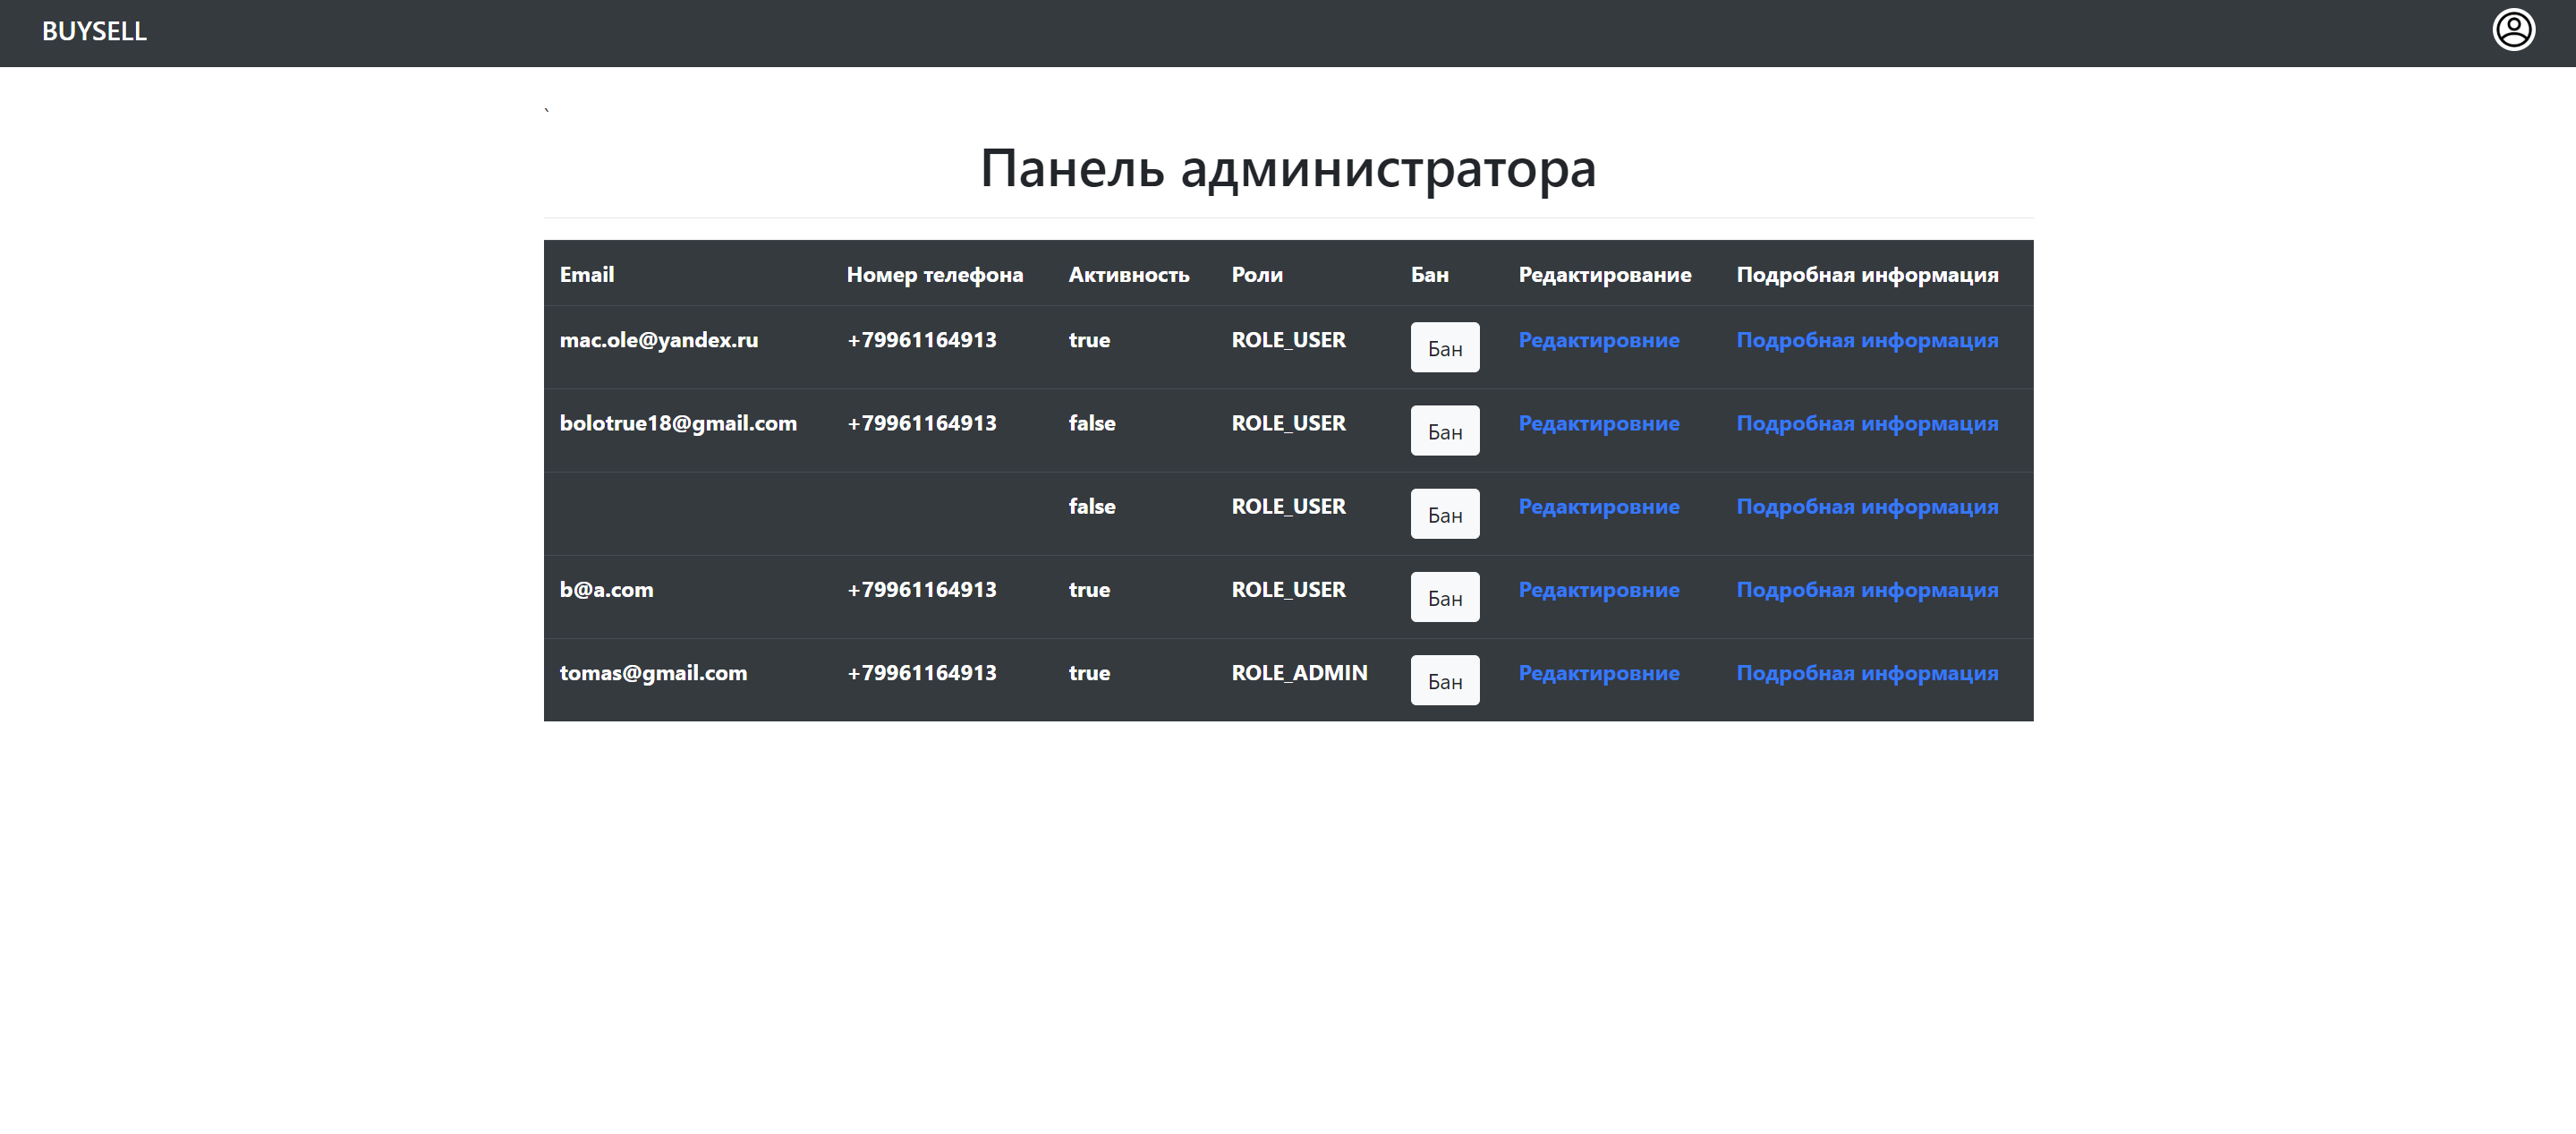 BUYSELL
`
Панель администратора
Email Номер телефона Активность Роли Бан Редактирование Подробная информация
mac.ole@yandex.ru +79961164913 true ROLE_USER Бан Редактировние Подробная информация
bolotrue18@gmail.com +79961164913 false ROLE_USER Бан Редактировние Подробная информация
false ROLE_USER Бан Редактировние Подробная информация
b@a.com +79961164913 true ROLE_USER Бан Редактировние Подробная информация
tomas@gmail.com +79961164913 true ROLE_ADMIN Бан Редактировние Подробная информация